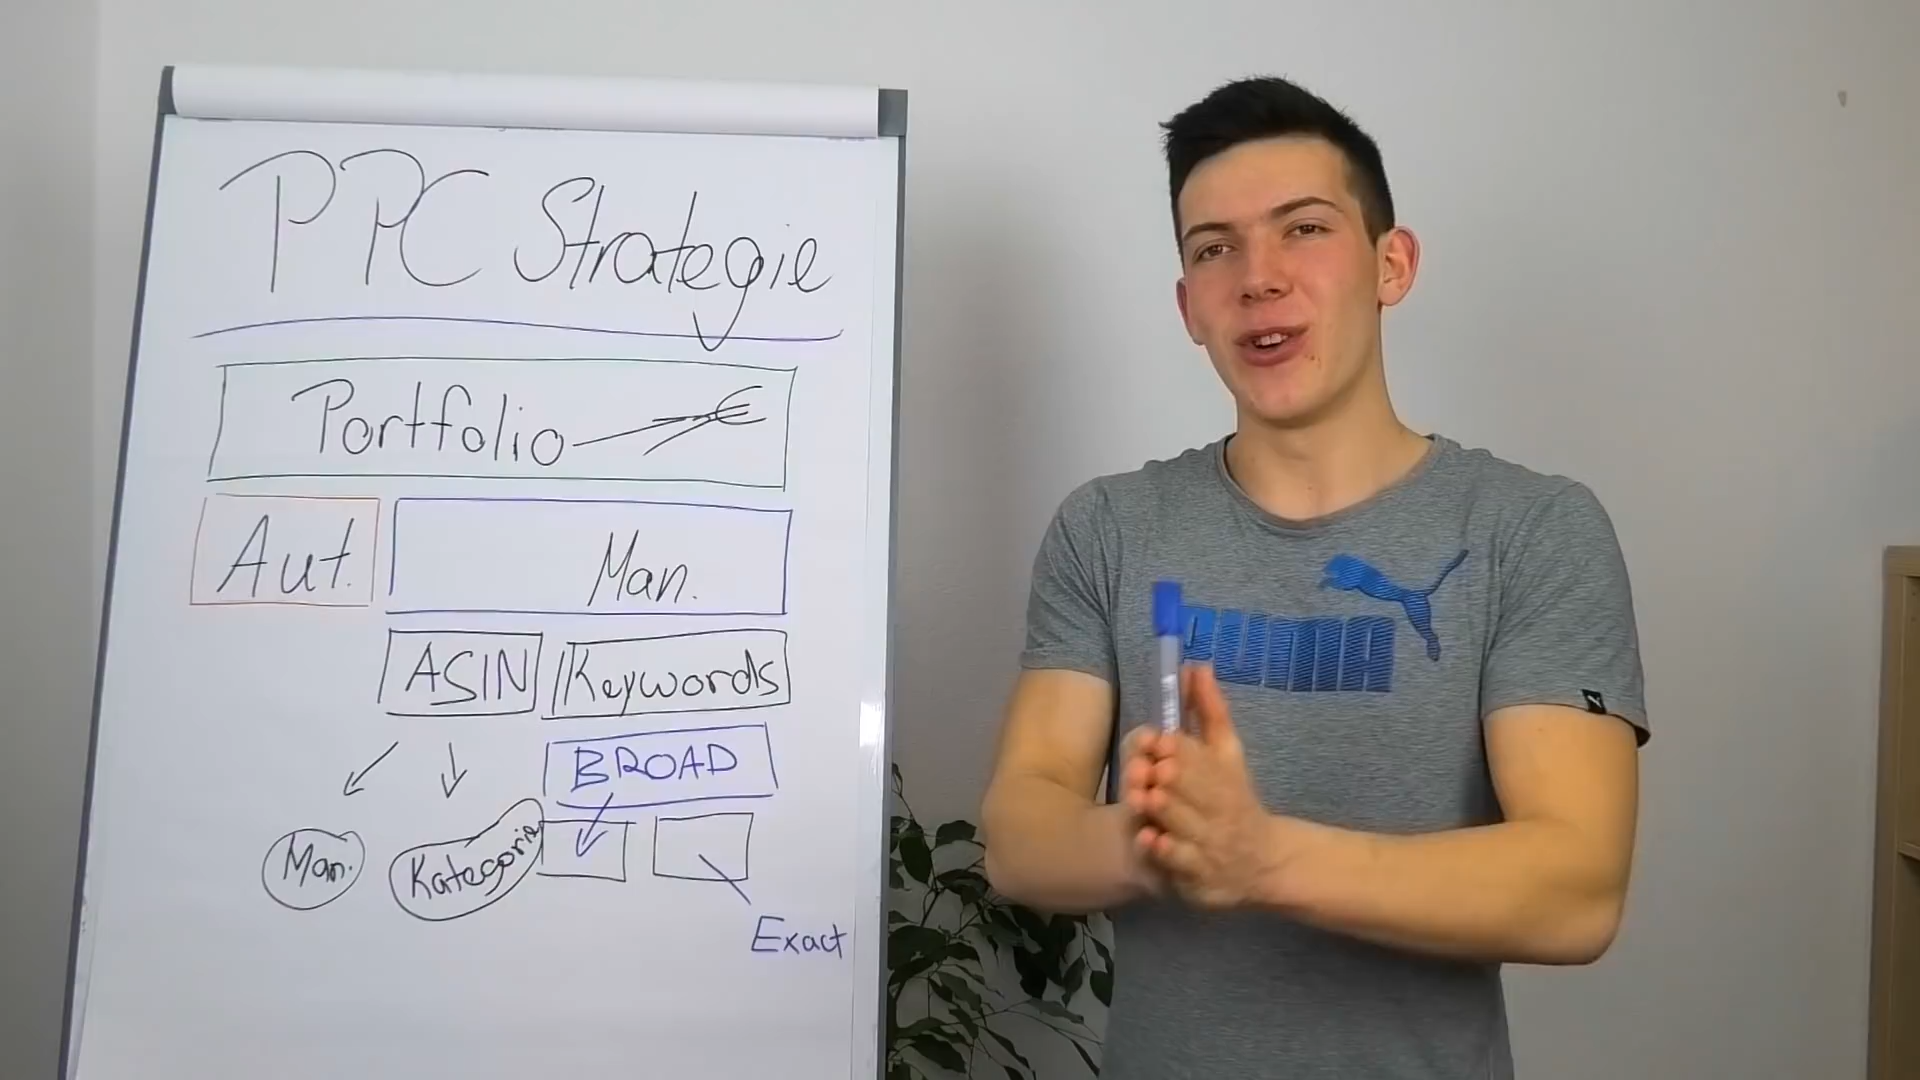 PPC Strategie
Portfolio €
Aut. Man.
ASIN Keywords
BROAD
Man. Kategorie
Exact
PUMA